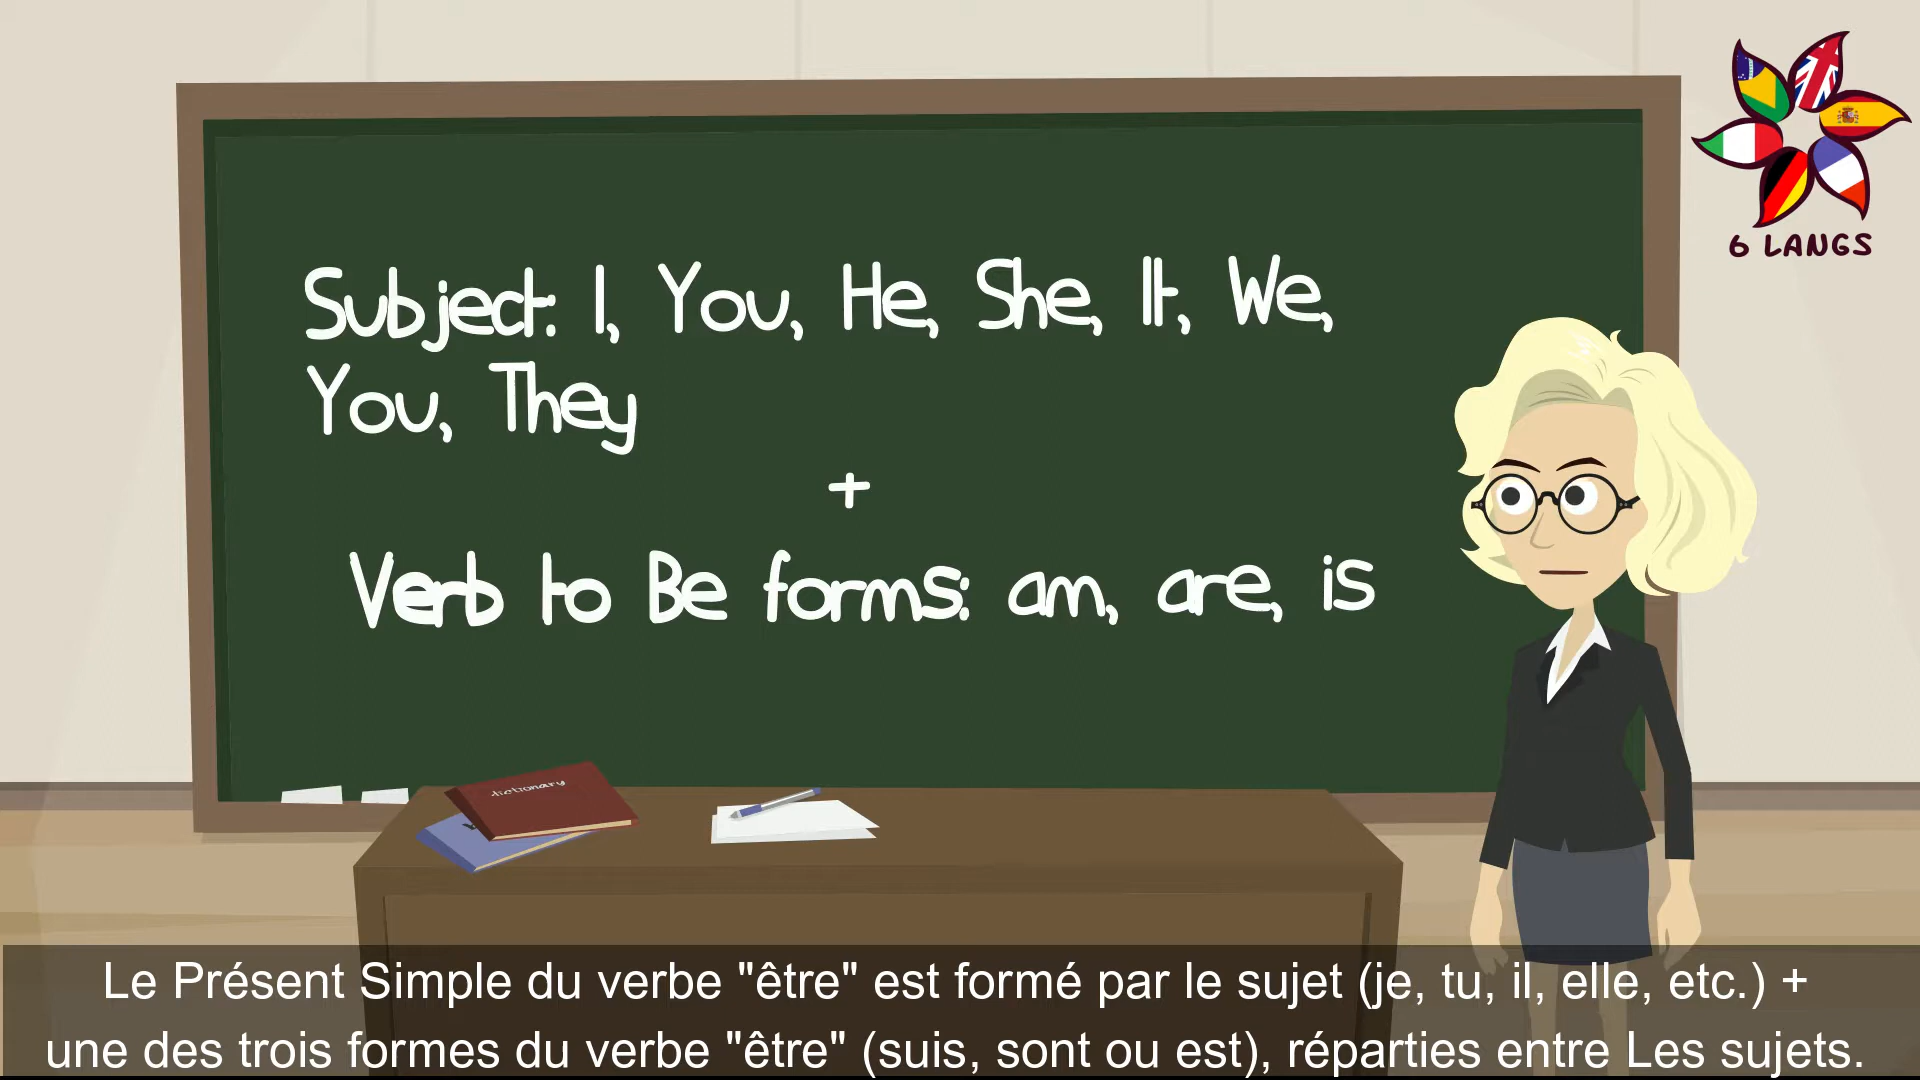 6 LANGS
Subject: I, You, He, She, It, We,
You, They
+
Verb to Be forms: am, are, is
dictionary
Le Présent Simple du verbe "être" est formé par le sujet (je, tu, il, elle, etc.) +
une des trois formes du verbe "être" (suis, sont ou est), réparties entre Les sujets.